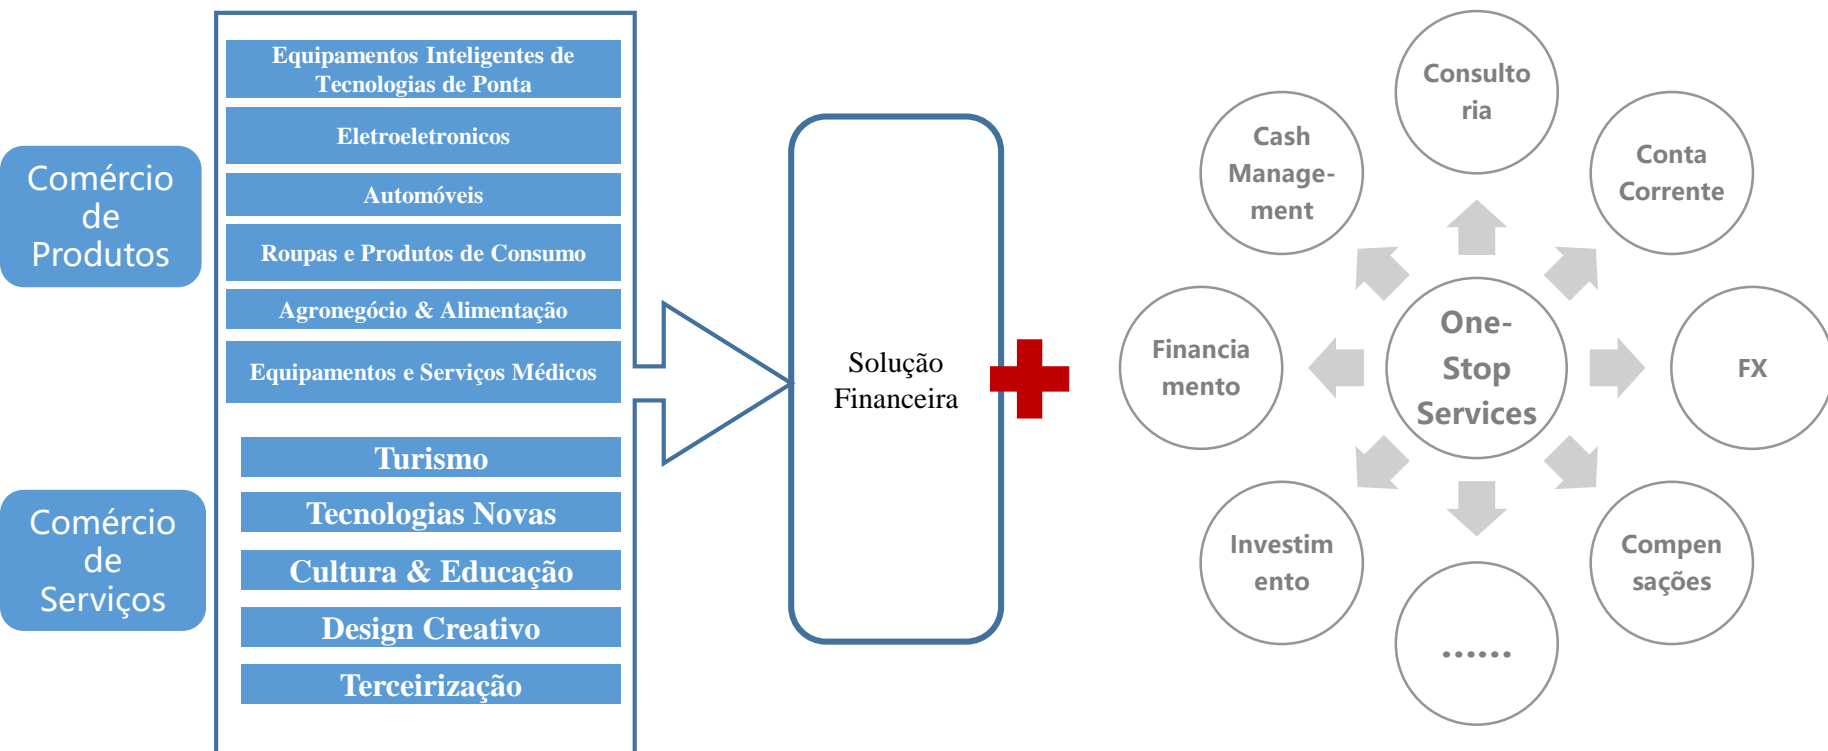 Comércio
de
Produtos
Equipamentos Inteligentes de
Tecnologias de Ponta
Eletroeletronicos
Automóveis
Roupas e Produtos de Consumo
Agronegócio & Alimentação
Equipamentos e Serviços Médicos
Comércio
de
Serviços
Turismo
Tecnologias Novas
Cultura & Educação
Design Creativo
Terceirização
Solução
Financeira
One-
Stop
Services
Consulto
ria
Conta
Corrente
FX
Compen
sações
......
Investim
ento
Financia
mento
Cash
Manage-
ment